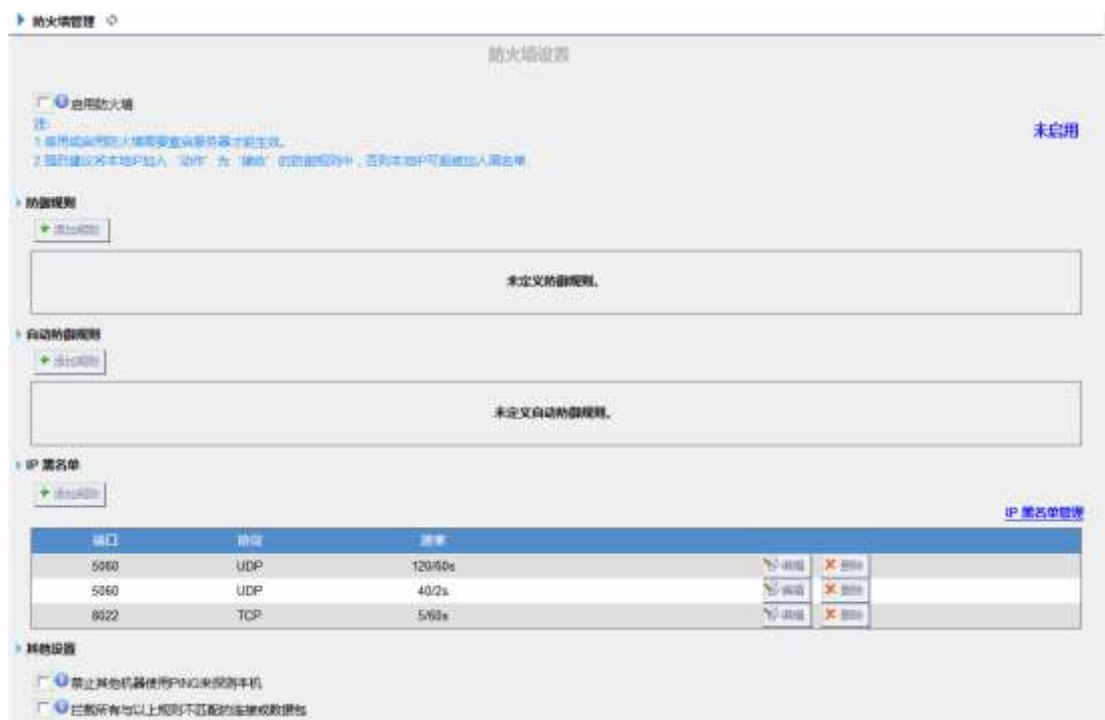 防火墙管理
防火墙设置
启用防火墙
注:
1.禁用或启用防火墙需要重启服务器才能生效。
2.强烈建议将本地IP加入“动作”为“接收”的防御规则中，否则本地IP可能被加入黑名单
未启用
防御规则
添加规则
未定义防御规则。
自动防御规则
添加规则
未定义自动防御规则。
IP 黑名单
添加规则
IP 黑名单管理
端口 协议 速率
5060 UDP 120/60s 编辑 删除
5060 UDP 40/2s 编辑 删除
8022 TCP 5/60s 编辑 删除
其他设置
禁止其他机器使用PING来探测本机
拦截所有与以上规则不匹配的连接或数据包